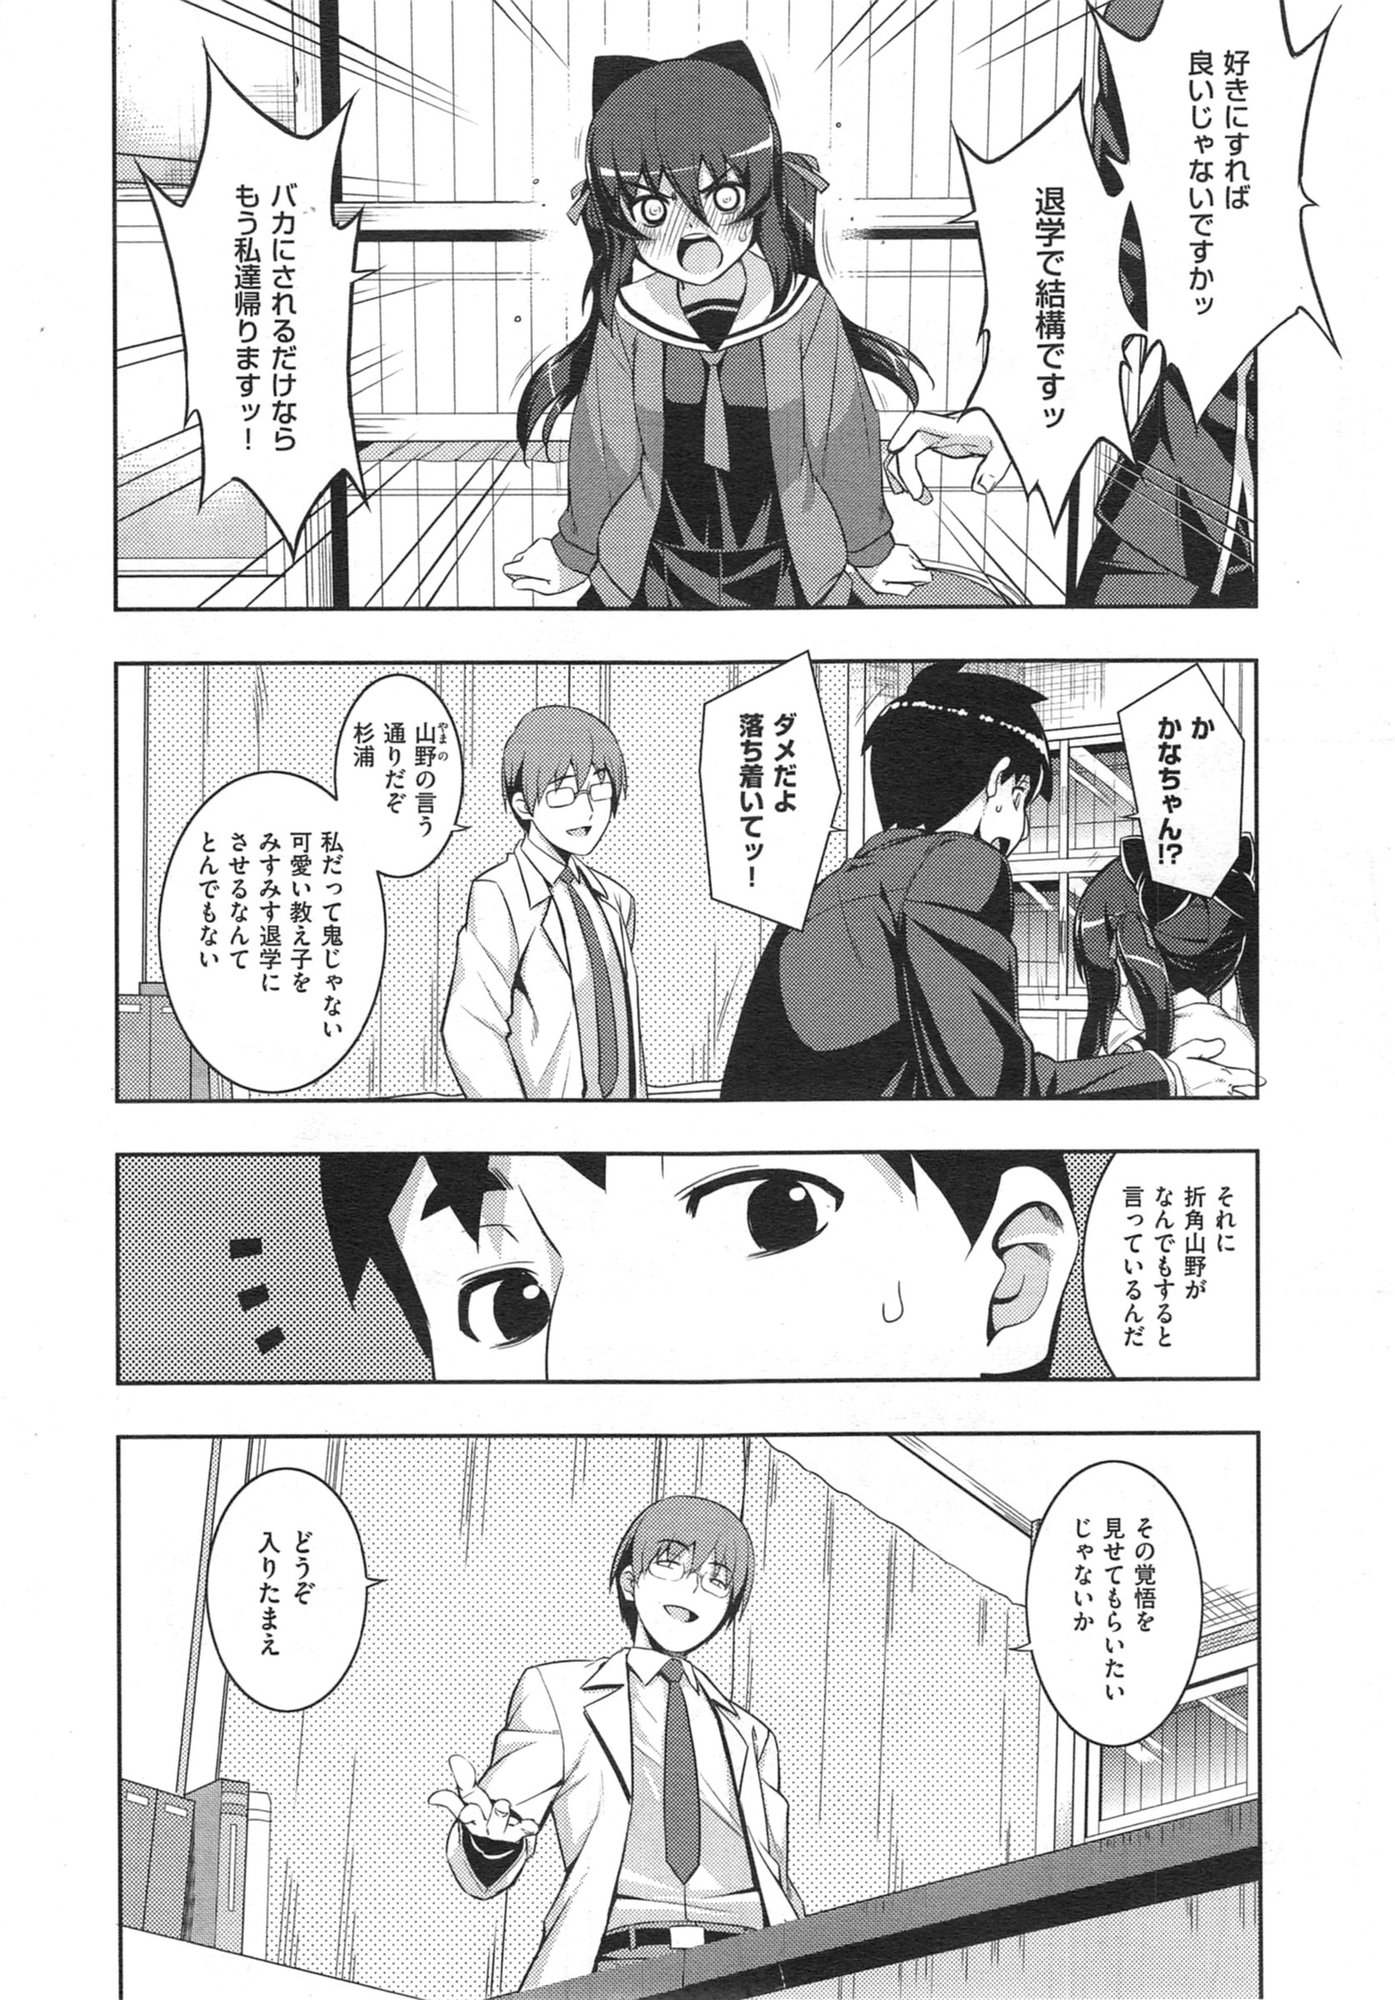 好きにすれば
良いじゃないですかッ
退学で結構ですッ
バカにされるだけなら
もう私達帰りますッ！
か
かなちゃん!?
ダメだよ
落ち着いてッ！
山野の言う
やまの
通りだぞ
杉浦
私だって鬼じゃない
可愛い教え子を
みすみす退学に
させるなんて
とんでもない
それに
折角山野が
なんでもすると
言っているんだ
その覚悟を
見せてもらいたい
じゃないか
どうぞ
入りたまえ